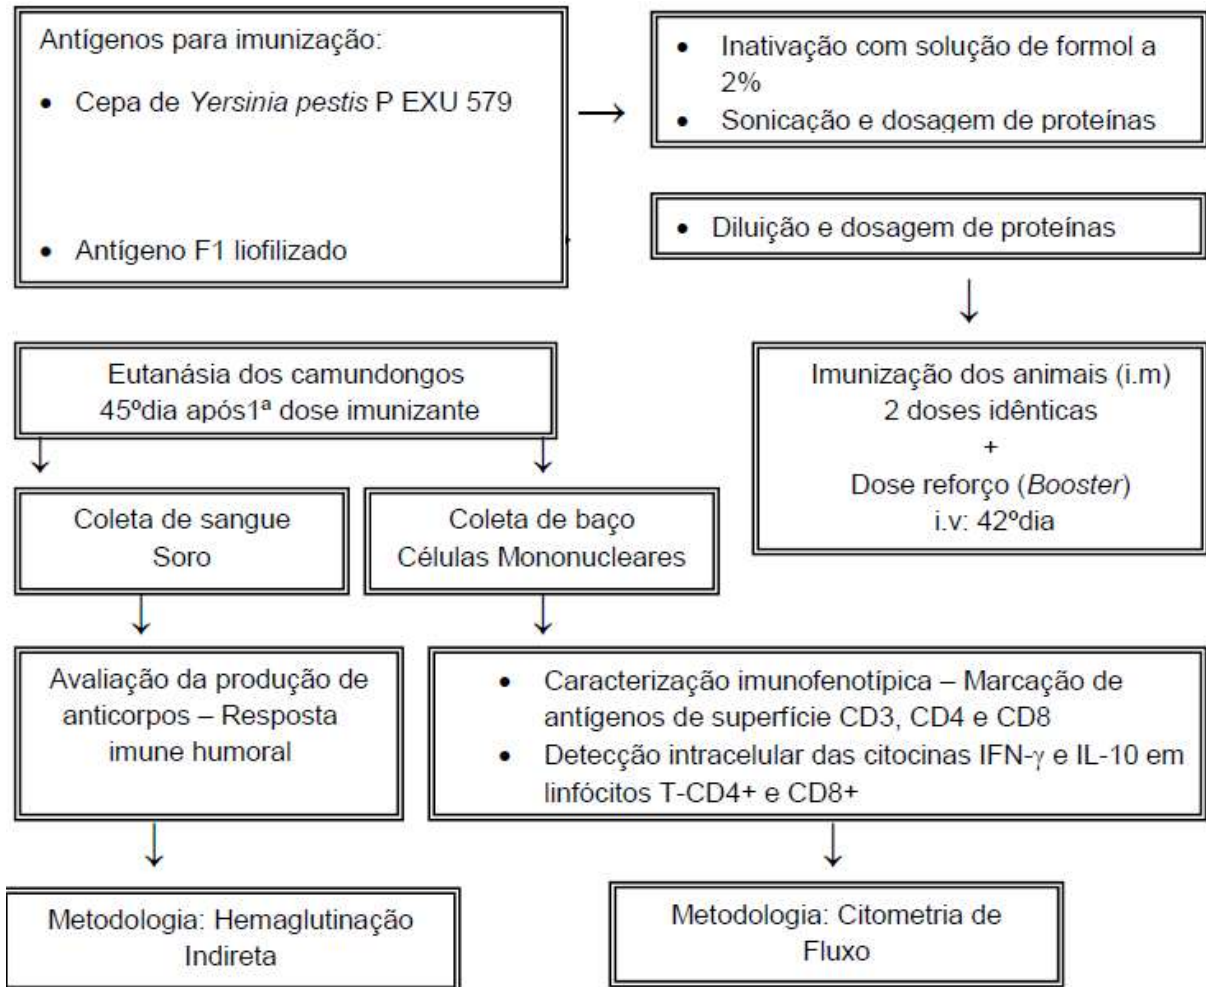 Antígenos para imunização:
• Cepa de Yersinia pestis P EXU 579
• Antígeno F1 liofilizado
→
• Inativação com solução de formol a
2%
• Sonicação e dosagem de proteínas
• Diluição e dosagem de proteínas
↓
Imunização dos animais (i.m)
2 doses idênticas
+
Dose reforço (Booster)
i.v: 42ºdia
Eutanásia dos camundongos
45ºdia após1ª dose imunizante
↓ ↓
Coleta de sangue
Soro
Coleta de baço
Células Mononucleares
↓ ↓
Avaliação da produção de
anticorpos – Resposta
imune humoral
• Caracterização imunofenotípica – Marcação de
antígenos de superfície CD3, CD4 e CD8
• Detecção intracelular das citocinas IFN-γ e IL-10 em
linfócitos T-CD4+ e CD8+
↓ ↓
Metodologia: Hemaglutinação
Indireta
Metodologia: Citometria de
Fluxo